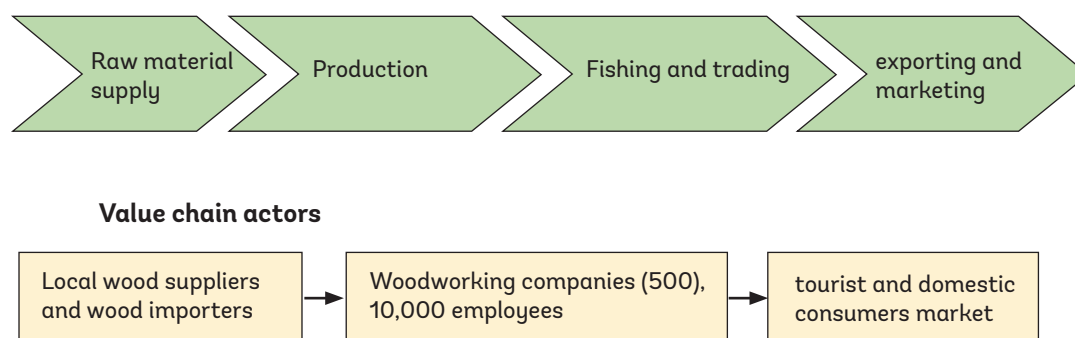 Raw material
supply
Production
Fishing and trading
exporting and
marketing
Value chain actors
Local wood suppliers
and wood importers
Woodworking companies (500),
10,000 employees
tourist and domestic
consumers market